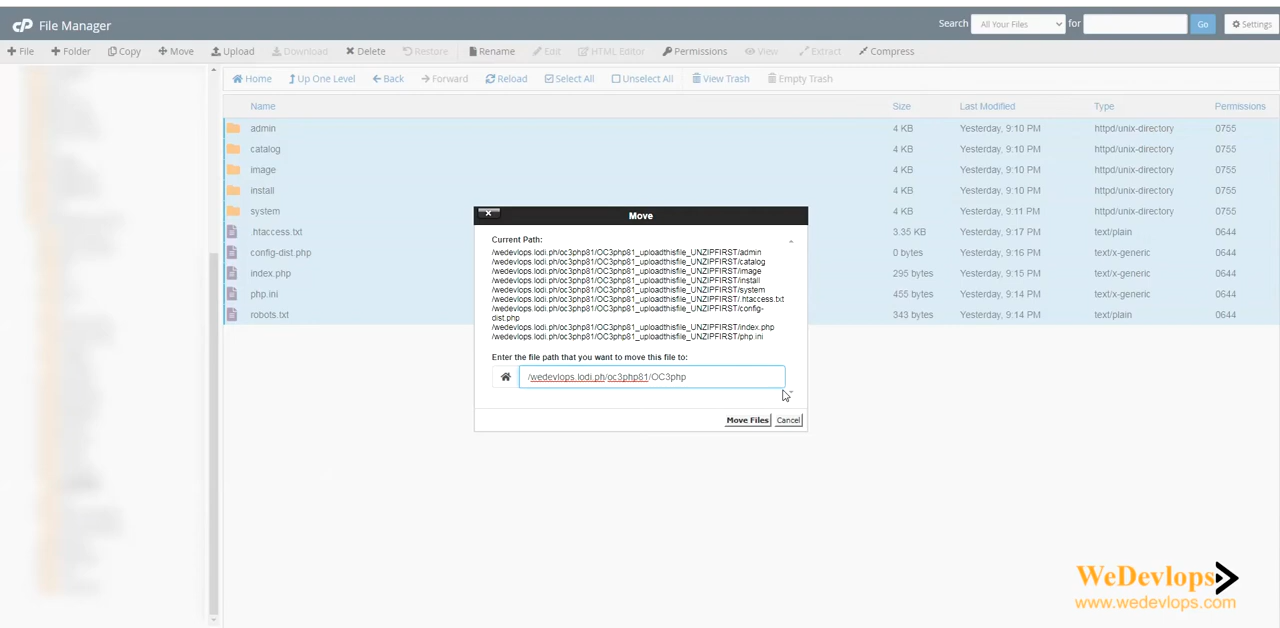 cP File Manager
Search All Your Files for Go Settings
File Folder Copy Move Upload Download Delete Restore Rename Edit HTML Editor Permissions View Extract Compress
Home Up One Level Back Forward Reload Select All Unselect All View Trash Empty Trash
Name Size Last Modified Type Permissions
admin 4 KB Yesterday, 9:10 PM httpd/unix-directory 0755
catalog 4 KB Yesterday, 9:10 PM httpd/unix-directory 0755
image 4 KB Yesterday, 9:10 PM httpd/unix-directory 0755
install 4 KB Yesterday, 9:10 PM httpd/unix-directory 0755
system 4 KB Yesterday, 9:11 PM httpd/unix-directory 0755
.htaccess.txt 3.35 KB Yesterday, 9:17 PM text/plain 0644
config-dist.php 0 bytes Yesterday, 9:16 PM text/x-generic 0644
index.php 295 bytes Yesterday, 9:15 PM text/x-generic 0644
php.ini 455 bytes Yesterday, 9:14 PM text/x-generic 0644
robots.txt 343 bytes Yesterday, 9:14 PM text/plain 0644
Move
Current Path:
/wedevlops.lodi.ph/oc3php81/OC3php81_uploadthisfile_UNZIPFIRST/admin
/wedevlops.lodi.ph/oc3php81/OC3php81_uploadthisfile_UNZIPFIRST/catalog
/wedevlops.lodi.ph/oc3php81/OC3php81_uploadthisfile_UNZIPFIRST/image
/wedevlops.lodi.ph/oc3php81/OC3php81_uploadthisfile_UNZIPFIRST/install
/wedevlops.lodi.ph/oc3php81/OC3php81_uploadthisfile_UNZIPFIRST/system
/wedevlops.lodi.ph/oc3php81/OC3php81_uploadthisfile_UNZIPFIRST/.htaccess.txt
/wedevlops.lodi.ph/oc3php81/OC3php81_uploadthisfile_UNZIPFIRST/config-
dist.php
/wedevlops.lodi.ph/oc3php81/OC3php81_uploadthisfile_UNZIPFIRST/index.php
/wedevlops.lodi.ph/oc3php81/OC3php81_uploadthisfile_UNZIPFIRST/php.ini
Enter the file path that you want to move this file to:
/wedevlops.lodi.ph/oc3php81/OC3php
Move Files Cancel
WeDevlops
www.wedevlops.com